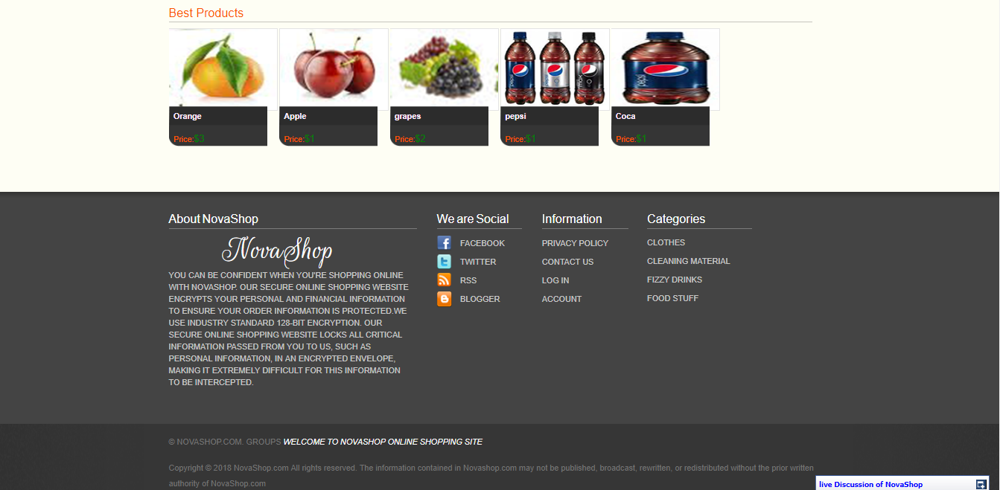 Best Products
Orange
Price:$3
Apple
Price:$1
grapes
Price:$2
pepsi
Price:$1
Coca
Price:$1
pepsi
pepsi
max
pepsi
About NovaShop
NovaShop
YOU CAN BE CONFIDENT WHEN YOU'RE SHOPPING ONLINE
WITH NOVASHOP. OUR SECURE ONLINE SHOPPING WEBSITE
ENCRYPTS YOUR PERSONAL AND FINANCIAL INFORMATION
TO ENSURE YOUR ORDER INFORMATION IS PROTECTED.WE
USE INDUSTRY STANDARD 128-BIT ENCRYPTION. OUR
SECURE ONLINE SHOPPING WEBSITE LOCKS ALL CRITICAL
INFORMATION PASSED FROM YOU TO US, SUCH AS
PERSONAL INFORMATION, IN AN ENCRYPTED ENVELOPE,
MAKING IT EXTREMELY DIFFICULT FOR THIS INFORMATION
TO BE INTERCEPTED.
We are Social
FACEBOOK
TWITTER
RSS
BLOGGER
Information
PRIVACY POLICY
CONTACT US
LOG IN
ACCOUNT
Categories
CLOTHES
CLEANING MATERIAL
FIZZY DRINKS
FOOD STUFF
© NOVASHOP.COM. GROUPS WELCOME TO NOVASHOP ONLINE SHOPPING SITE
Copyright © 2018 NovaShop.com All rights reserved. The information contained in Novashop.com may not be published, broadcast, rewritten, or redistributed without the prior written
authority of NovaShop.com
live Discussion of NovaShop